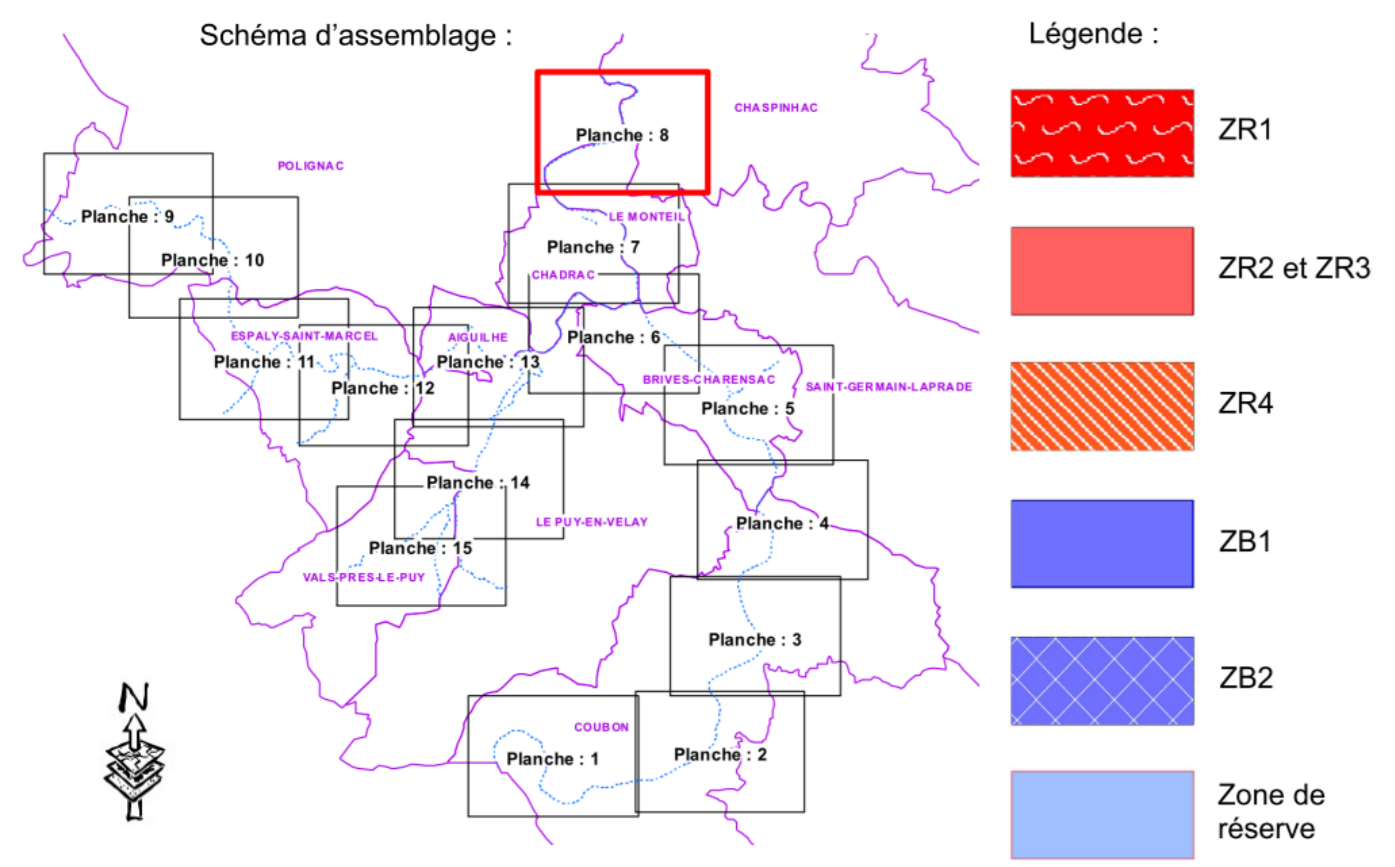 Schéma d'assemblage :
Légende :
CHASPINHAC
Planche : 8
ZR1
POLIGNAC
Planche : 9
LE MONTEIL
Planche : 7
Planche : 10
CHADRAC
ZR2 et ZR3
ESPALY-SAINT-MARCEL
AIGUILHE
Planche : 6
Planche : 11
Planche : 13
Planche : 12
BRIVES-CHARENSAC
SAINT-GERMAIN-LAPRADE
Planche : 5
ZR4
Planche : 14
LE PUY-EN-VELAY
Planche : 4
Planche : 15
VALS-PRES-LE-PUY
ZB1
Planche : 3
N
ZB2
COUBON
Planche : 1
Planche : 2
Zone de
réserve